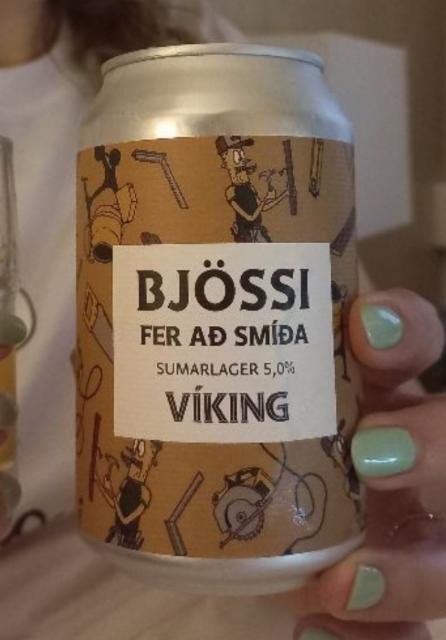 BJÖSSI
FER AÐ SMÍÐA
SUMARLAGER 5,0%
VÍKING